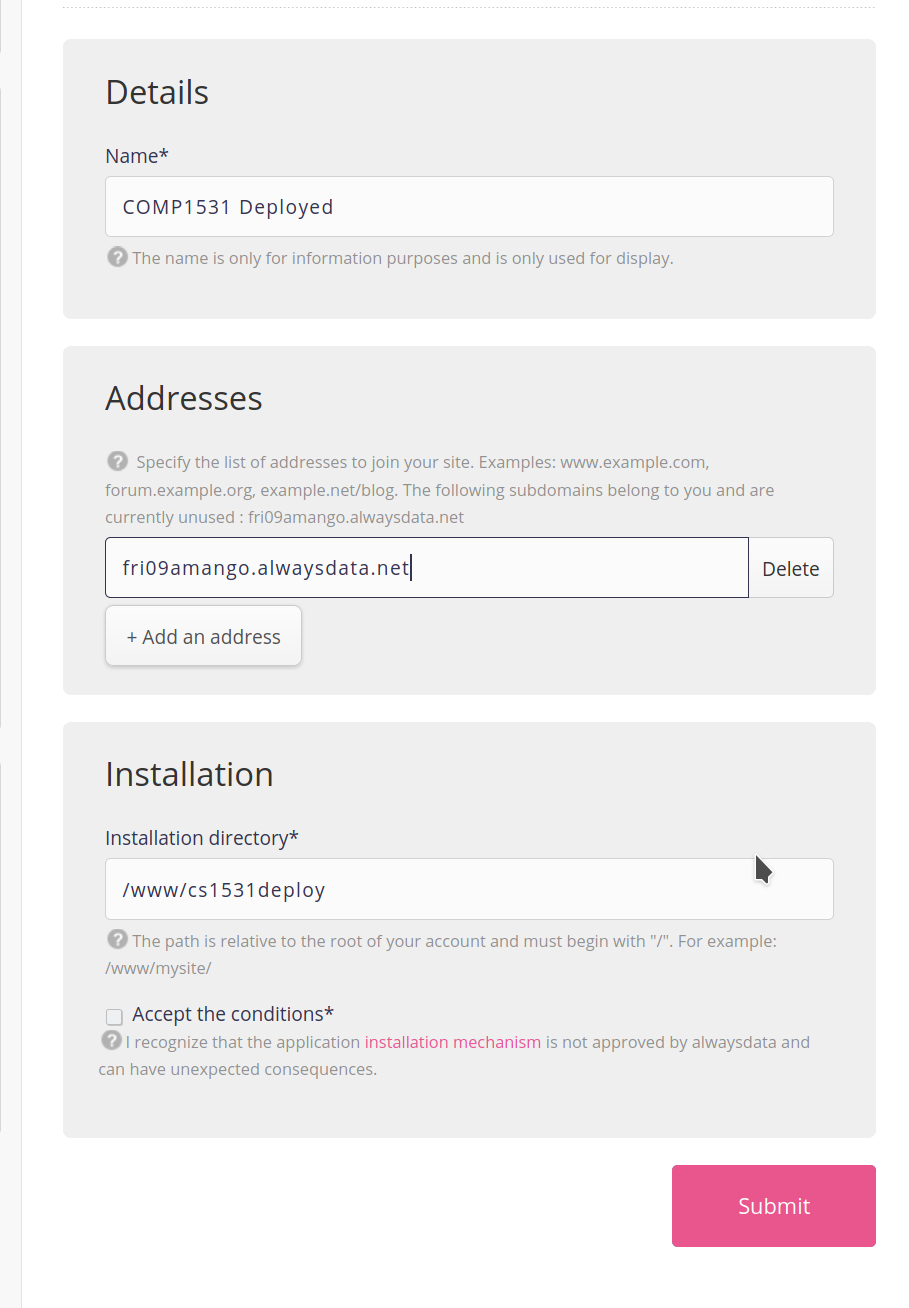 Details
Name*
COMP1531 Deployed
? The name is only for information purposes and is only used for display.
Addresses
? Specify the list of addresses to join your site. Examples: www.example.com,
forum.example.org, example.net/blog. The following subdomains belong to you and are
currently unused : fri09amango.alwaysdata.net
fri09amango.alwaysdata.net
Delete
+ Add an address
Installation
Installation directory*
/www/cs1531deploy
? The path is relative to the root of your account and must begin with "/". For example:
/www/mysite/
Accept the conditions*
? I recognize that the application installation mechanism is not approved by alwaysdata and
can have unexpected consequences.
Submit